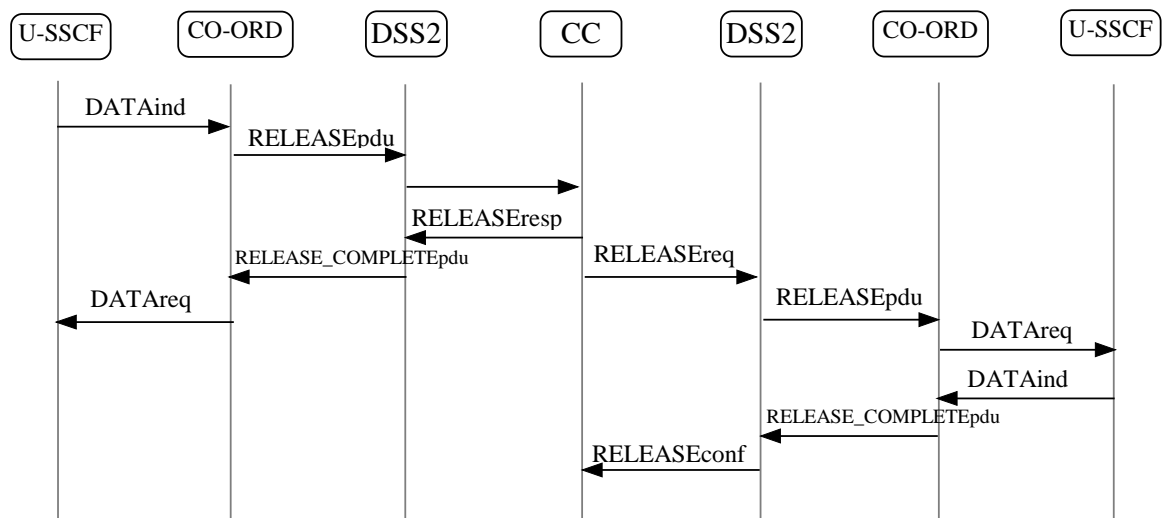 U-SSCF
CO-ORD
DSS2
CC
DSS2
CO-ORD
U-SSCF
DATAind
RELEASEpdu
RELEASEresp
RELEASE_COMPLETEpdu
RELEASEreq
DATAreq
RELEASEpdu
DATAreq
DATAind
RELEASE_COMPLETEpdu
RELEASEconf